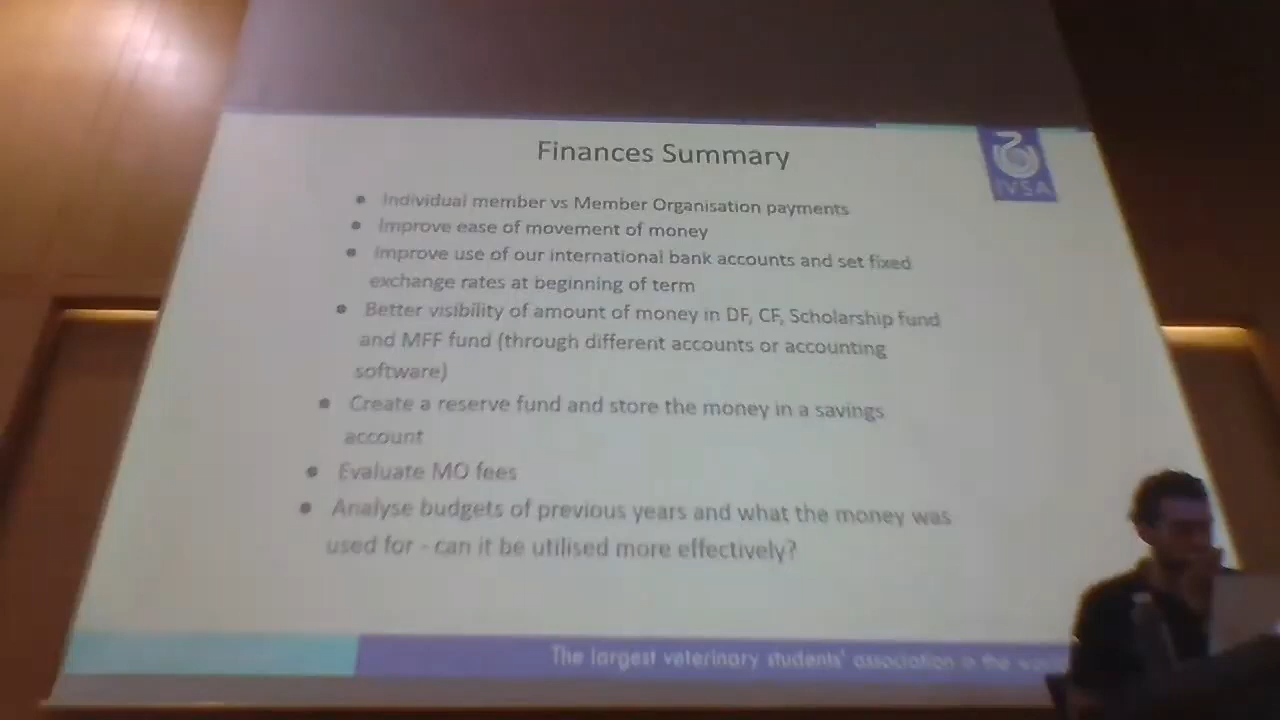 Finances Summary
IVSA
• Individual member vs Member Organisation payments
• Improve ease of movement of money
• Improve use of our international bank accounts and set fixed
exchange rates at beginning of term
• Better visibility of amount of money in DF, CF, Scholarship fund
and MFF fund (through different accounts or accounting
software)
• Create a reserve fund and store the money in a savings
account
• Evaluate MO fees
• Analyse budgets of previous years and what the money was
used for - can it be utilised more effectively?
The largest veterinary students' association in the